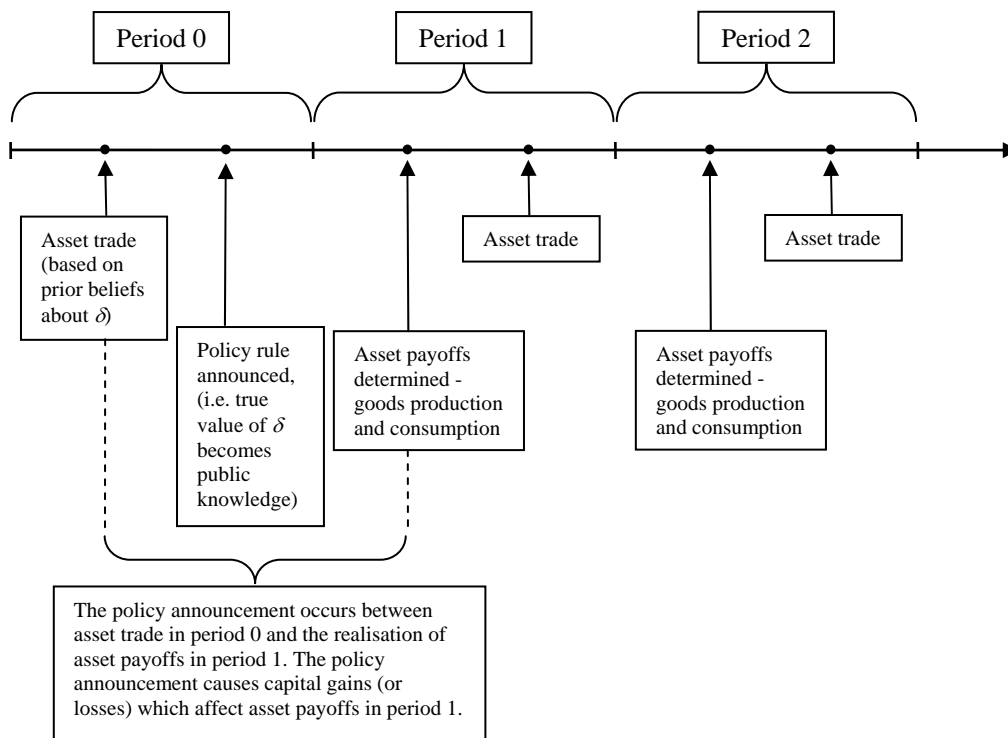 Period 0
Period 1
Period 2
Asset trade
(based on
prior beliefs
about δ)
Policy rule
announced,
(i.e. true
value of δ
becomes
public
knowledge)
Asset payoffs
determined -
goods production
and consumption
Asset trade
Asset payoffs
determined -
goods production
and consumption
Asset trade
The policy announcement occurs between
asset trade in period 0 and the realisation of
asset payoffs in period 1. The policy
announcement causes capital gains (or
losses) which affect asset payoffs in period 1.